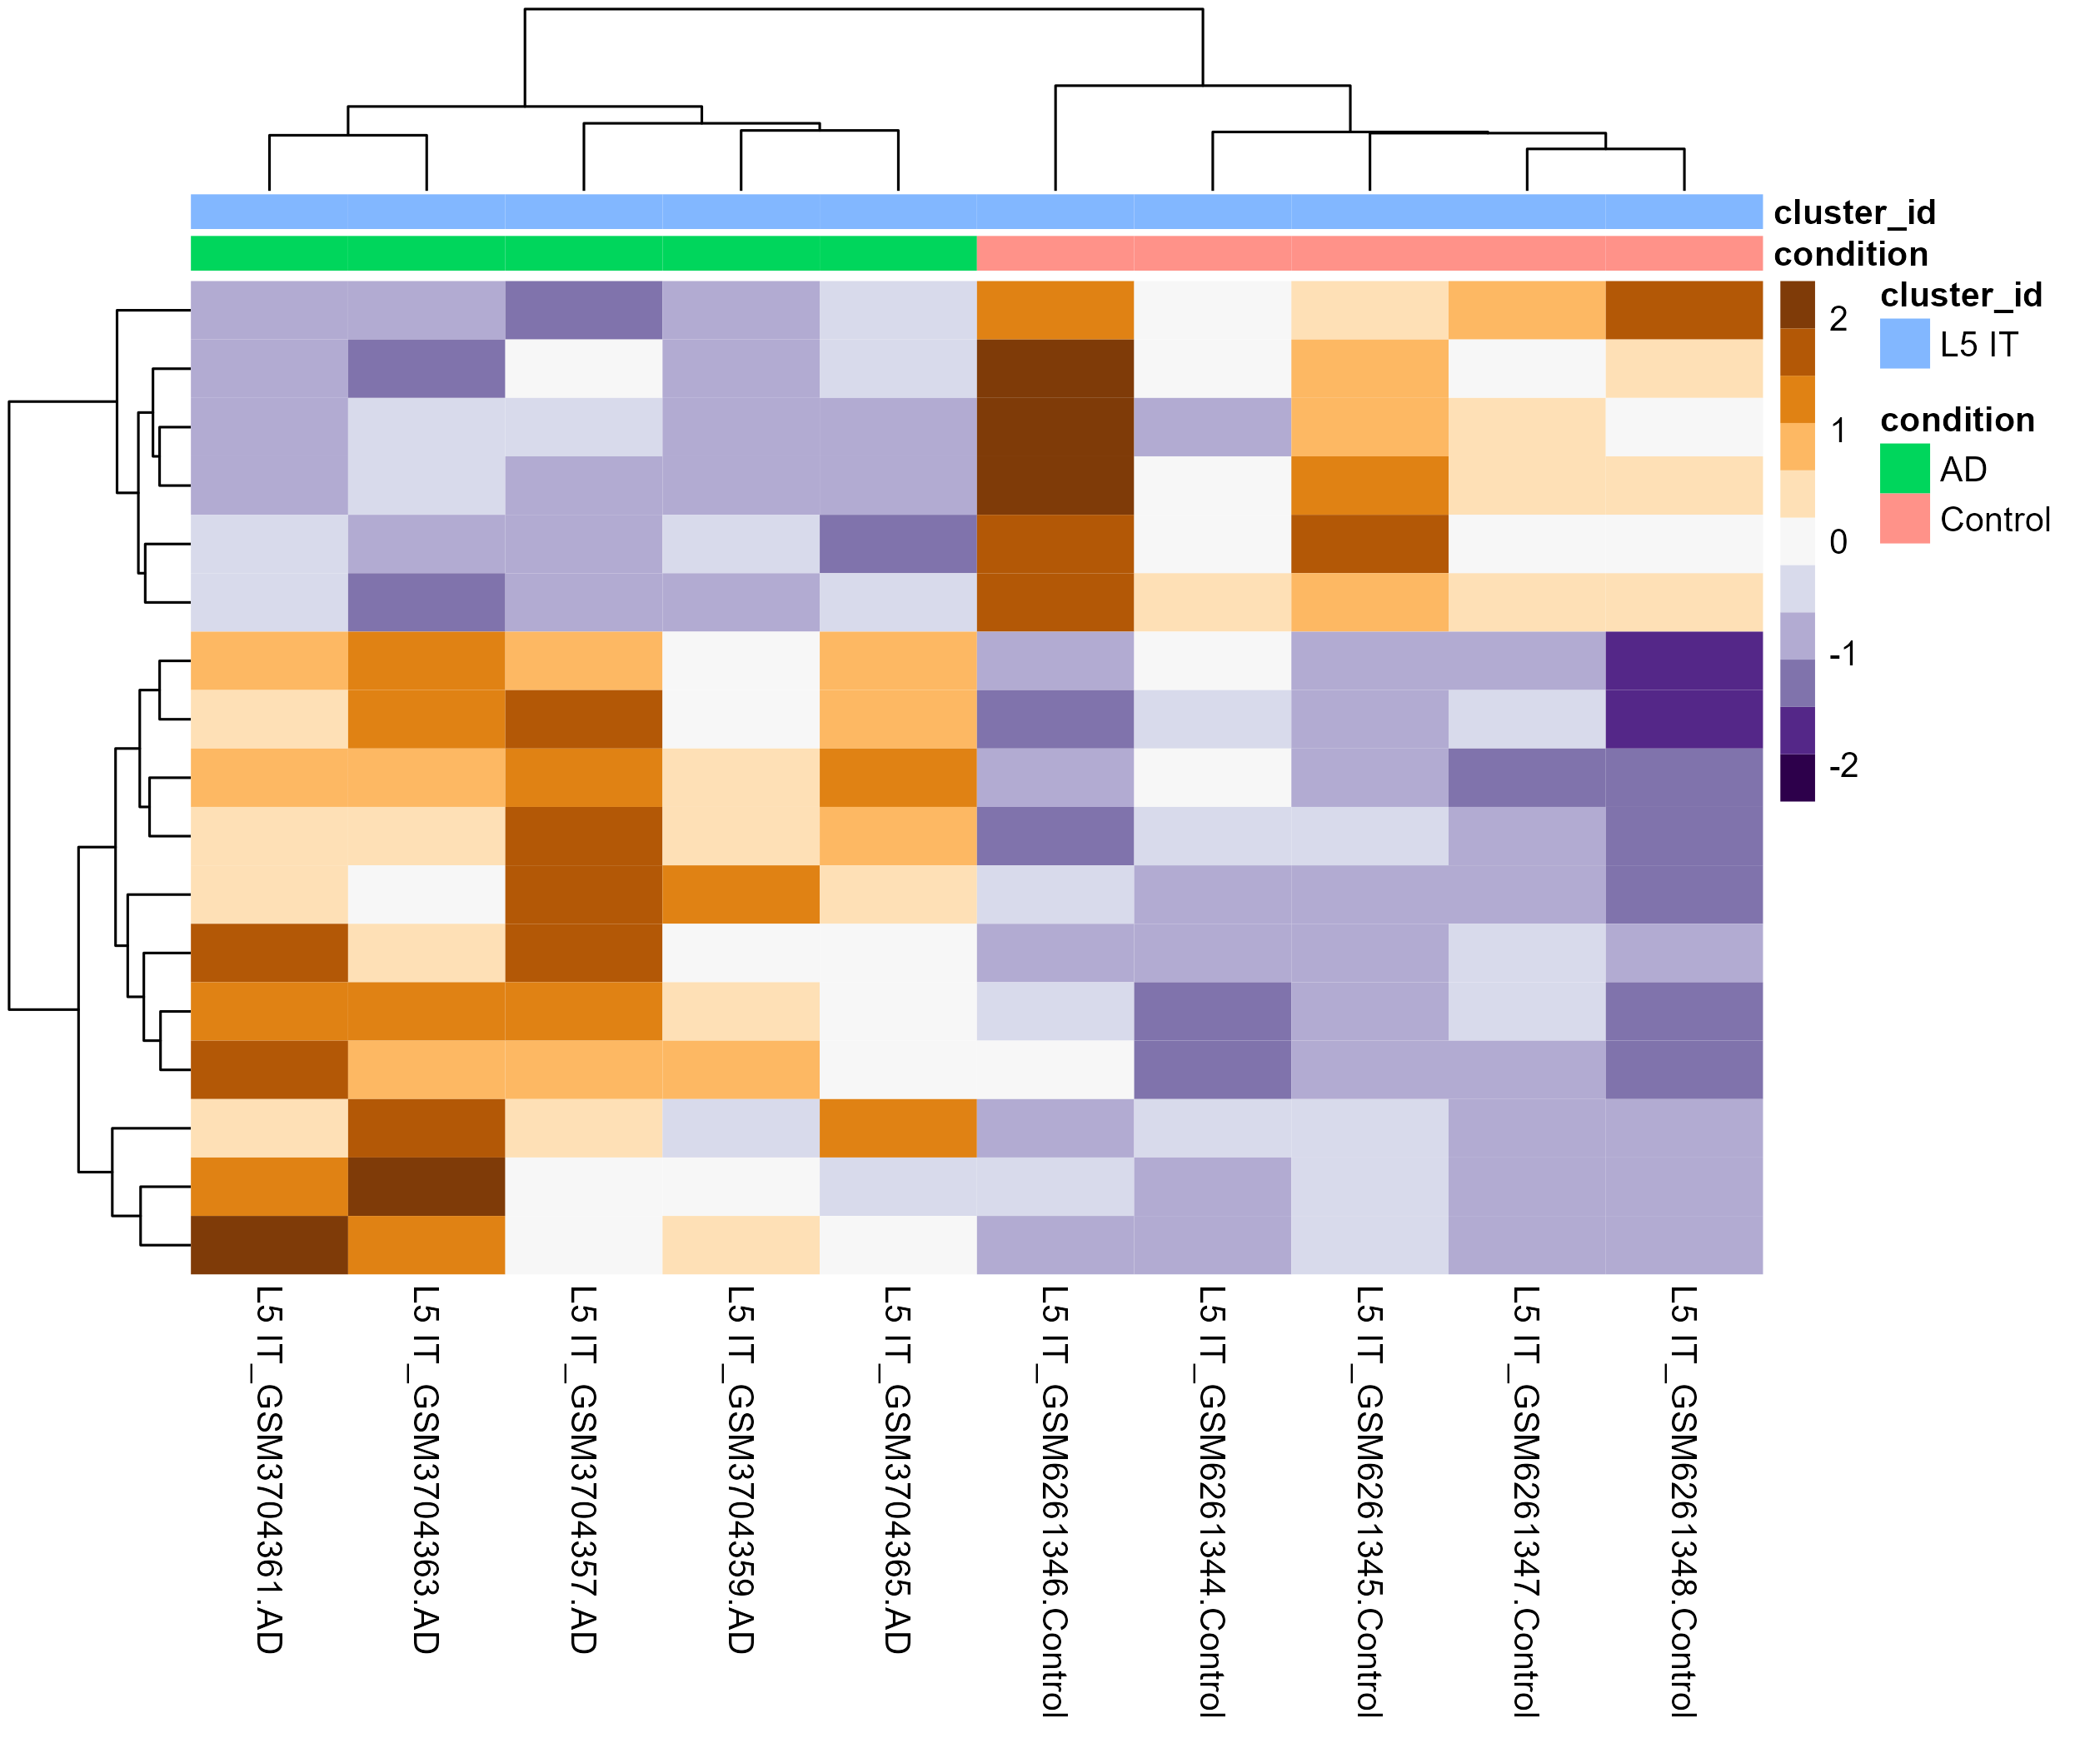 cluster_id
condition
2
1
0
-1
-2
cluster_id
L5 IT
condition
AD
Control
L5 IT_GSM3704361.AD
L5 IT_GSM3704363.AD
L5 IT_GSM3704357.AD
L5 IT_GSM3704359.AD
L5 IT_GSM3704365.AD
L5 IT_GSM6261346.Control
L5 IT_GSM6261344.Control
L5 IT_GSM6261345.Control
L5 IT_GSM6261347.Control
L5 IT_GSM6261348.Control